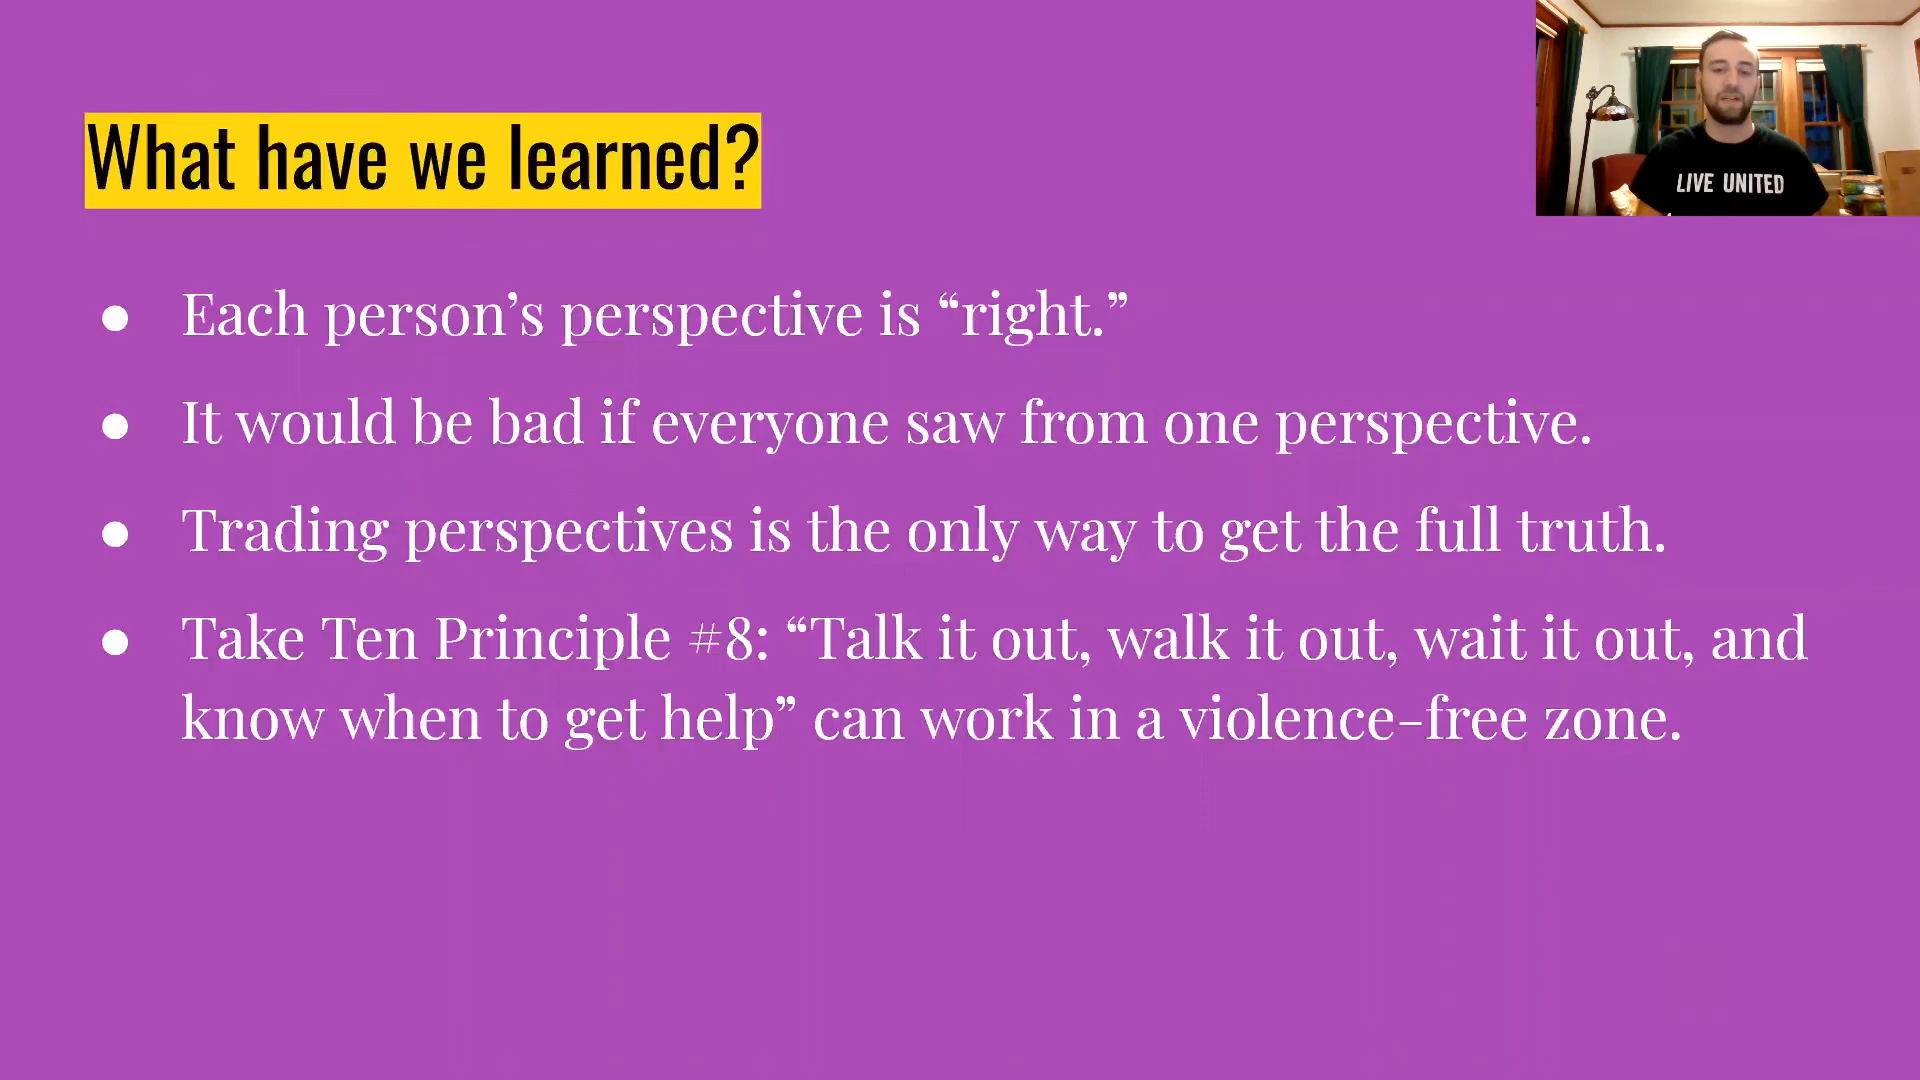 What have we learned?
LIVE UNITED
● Each person’s perspective is “right.”
● It would be bad if everyone saw from one perspective.
● Trading perspectives is the only way to get the full truth.
● Take Ten Principle #8: “Talk it out, walk it out, wait it out, and
know when to get help” can work in a violence-free zone.